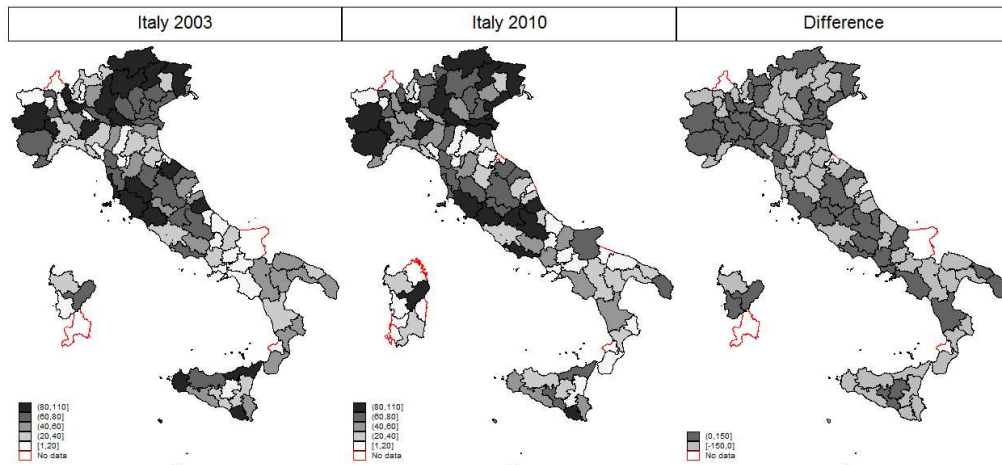 Italy 2003
Italy 2010
Difference
(80,110]
(60,80]
(40,60]
(20,40]
[1,20]
No data
(80,110]
(60,80]
(40,60]
(20,40]
[1,20]
No data
(0,150]
[-150,0]
No data